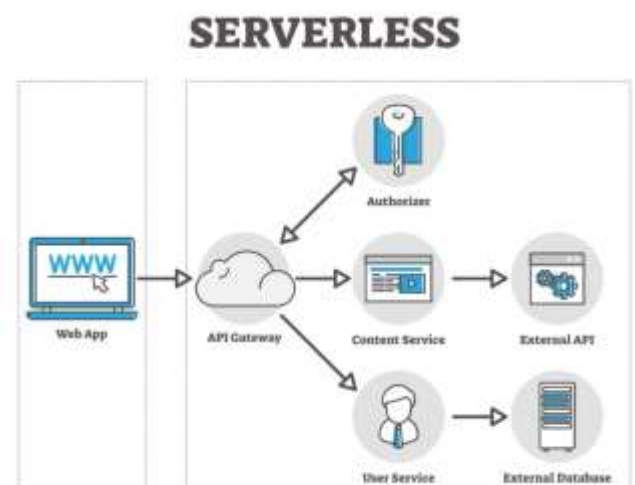 SERVERLESS
Authorizer
WWW
Web App
API Gateway
Content Service
External API
User Service
External Database